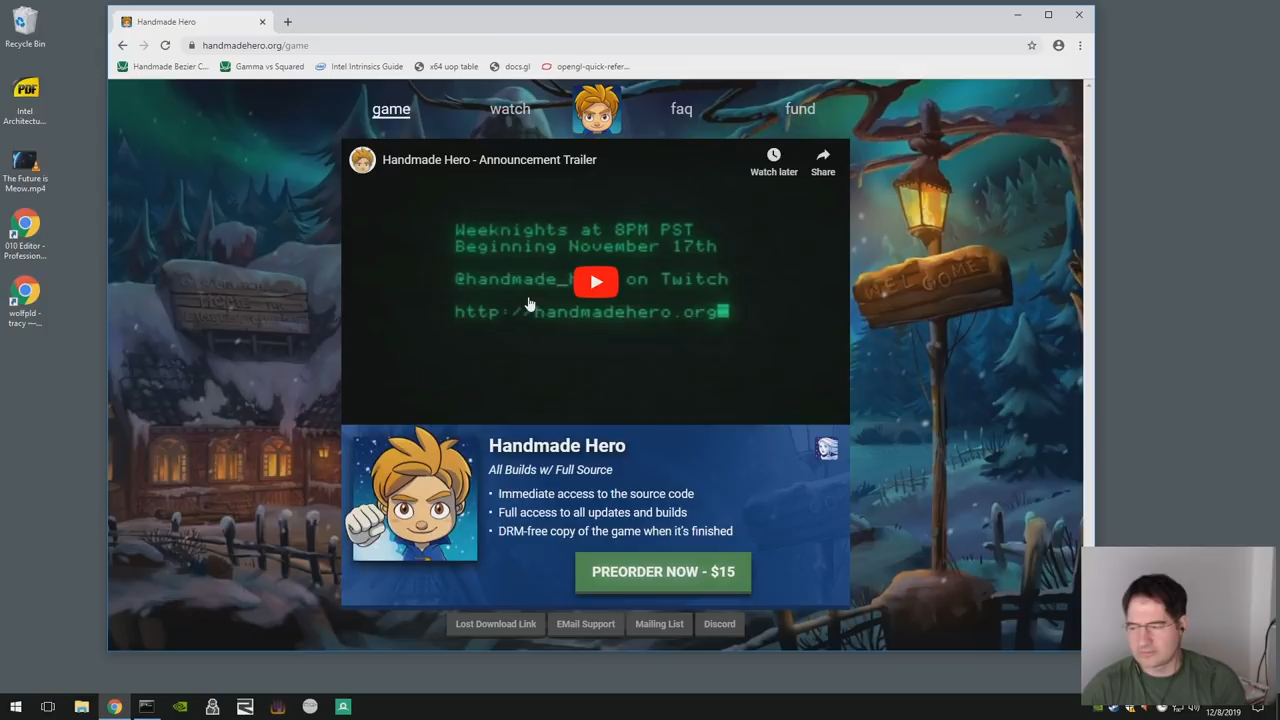 Recycle Bin
Intel
Architectu...
The Future is
Meow.mp4
010 Editor -
Profession...
wolfpld -
tracy —...
Handmade Hero
handmadehero.org/game
Handmade Bezier C...
Gamma vs Squared
Intel Intrinsics Guide
x64 uop table
docs.gl
opengl-quick-refer...
game
watch
faq
fund
Handmade Hero - Announcement Trailer
Watch later
Share
Weeknights at 8PM PST
Beginning November 17th
@handmade_h on Twitch
http://handmadehero.org
WELCOME
Handmade Hero
All Builds w/ Full Source
• Immediate access to the source code
• Full access to all updates and builds
• DRM-free copy of the game when it's finished
PREORDER NOW - $15
Lost Download Link
EMail Support
Mailing List
Discord
12/8/2019
PDF